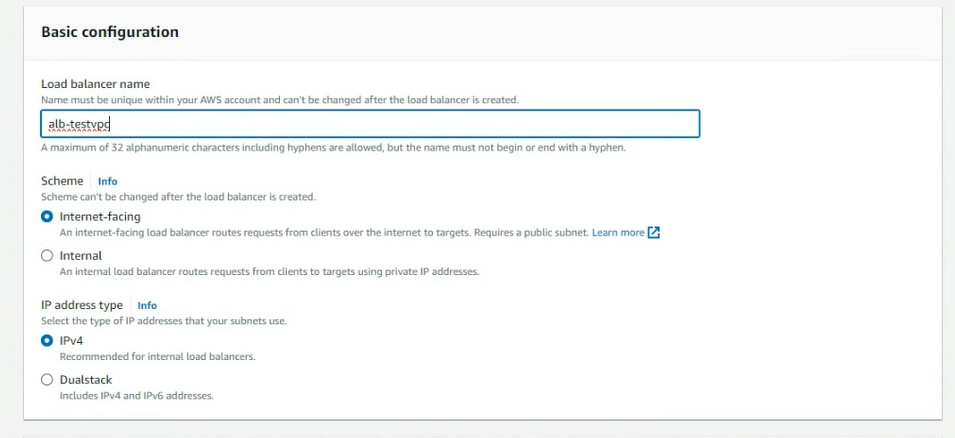 Basic configuration
Load balancer name
Name must be unique within your AWS account and can't be changed after the load balancer is created.
alb-testvpc
A maximum of 32 alphanumeric characters including hyphens are allowed, but the name must not begin or end with a hyphen.
Scheme Info
Scheme can't be changed after the load balancer is created.
Internet-facing
An internet-facing load balancer routes requests from clients over the internet to targets. Requires a public subnet. Learn more
Internal
An internal load balancer routes requests from clients to targets using private IP addresses.
IP address type Info
Select the type of IP addresses that your subnets use.
IPv4
Recommended for internal load balancers.
Dualstack
Includes IPv4 and IPv6 addresses.